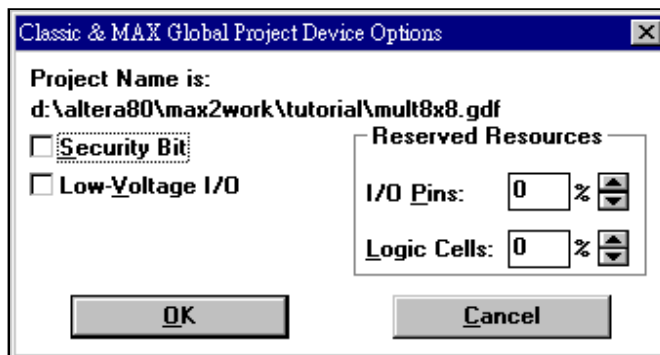 Classic & MAX Global Project Device Options
Project Name is:
d:\altera80\max2work\tutorial\mult8x8.gdf
Security Bit
Low-Voltage I/O
Reserved Resources
I/O Pins: 0 %
Logic Cells: 0 %
OK
Cancel